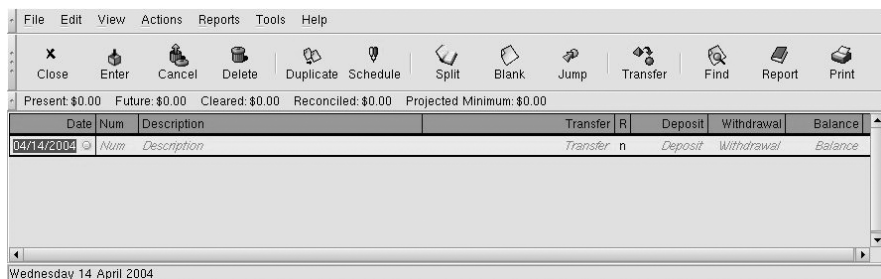 File Edit View Actions Reports Tools Help
Close Enter Cancel Delete Duplicate Schedule Split Blank Jump Transfer Find Report Print
Present: $0.00 Future: $0.00 Cleared: $0.00 Reconciled: $0.00 Projected Minimum: $0.00
Date Num Description Transfer R Deposit Withdrawal Balance
04/14/2004 Num Description Transfer n Deposit Withdrawal Balance
Wednesday 14 April 2004